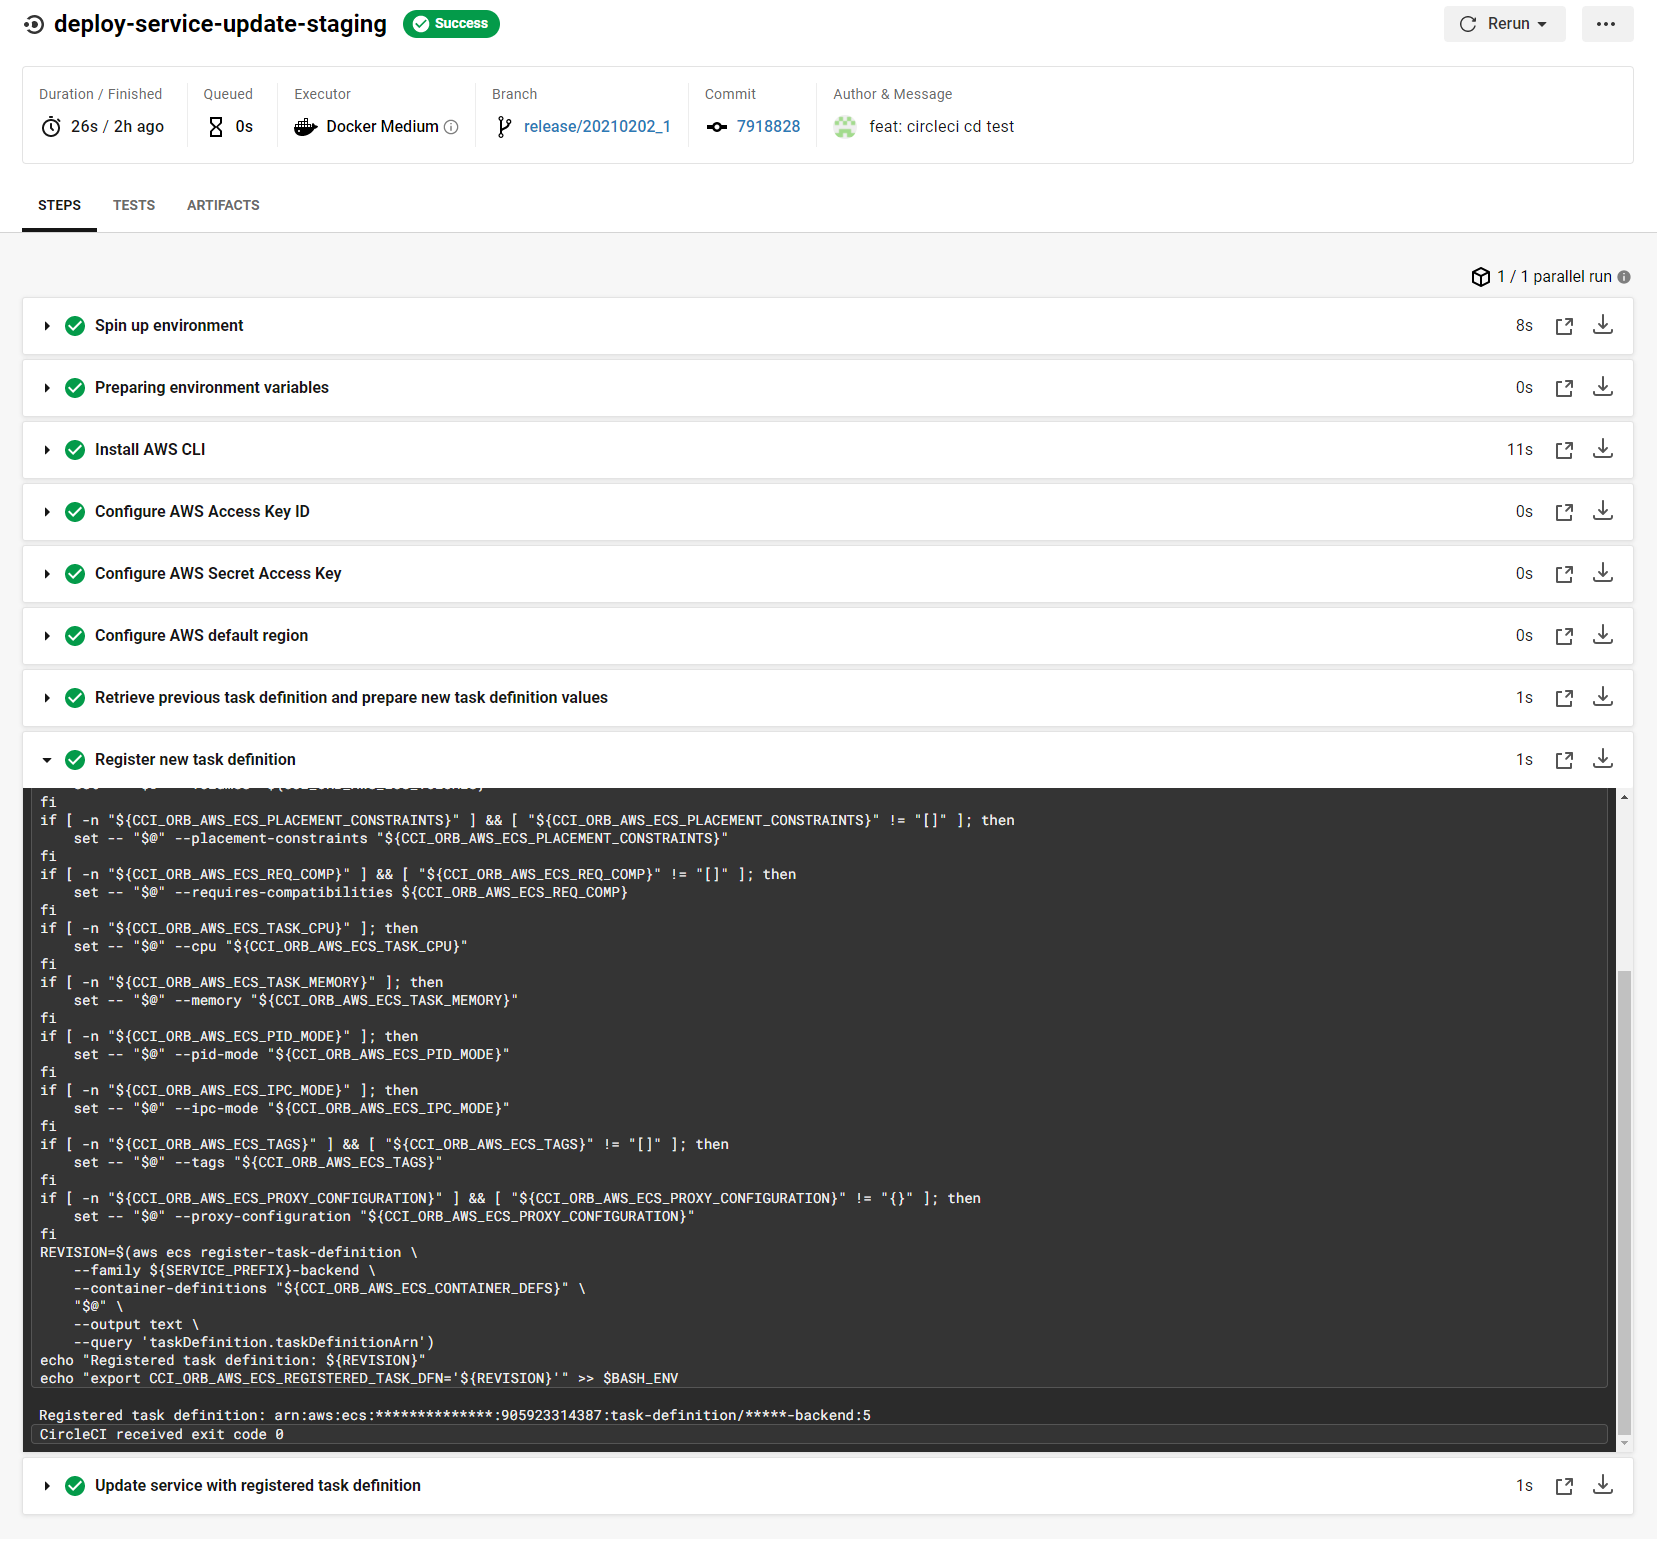 deploy-service-update-staging Success Rerun
Duration / Finished Queued Executor Branch Commit Author & Message
26s / 2h ago 0s Docker Medium release/20210202_1 7918828 feat: circleci cd test
STEPS TESTS ARTIFACTS
1 / 1 parallel run
Spin up environment 8s
Preparing environment variables 0s
Install AWS CLI 11s
Configure AWS Access Key ID 0s
Configure AWS Secret Access Key 0s
Configure AWS default region 0s
Retrieve previous task definition and prepare new task definition values 1s
Register new task definition 1s
fi
if [ -n "${CCI_ORB_AWS_ECS_PLACEMENT_CONSTRAINTS}" ] && [ "${CCI_ORB_AWS_ECS_PLACEMENT_CONSTRAINTS}" != "[]" ]; then
    set -- "$@" --placement-constraints "${CCI_ORB_AWS_ECS_PLACEMENT_CONSTRAINTS}"
fi
if [ -n "${CCI_ORB_AWS_ECS_REQ_COMP}" ] && [ "${CCI_ORB_AWS_ECS_REQ_COMP}" != "[]" ]; then
    set -- "$@" --requires-compatibilities ${CCI_ORB_AWS_ECS_REQ_COMP}
fi
if [ -n "${CCI_ORB_AWS_ECS_TASK_CPU}" ]; then
    set -- "$@" --cpu "${CCI_ORB_AWS_ECS_TASK_CPU}"
fi
if [ -n "${CCI_ORB_AWS_ECS_TASK_MEMORY}" ]; then
    set -- "$@" --memory "${CCI_ORB_AWS_ECS_TASK_MEMORY}"
fi
if [ -n "${CCI_ORB_AWS_ECS_PID_MODE}" ]; then
    set -- "$@" --pid-mode "${CCI_ORB_AWS_ECS_PID_MODE}"
fi
if [ -n "${CCI_ORB_AWS_ECS_IPC_MODE}" ]; then
    set -- "$@" --ipc-mode "${CCI_ORB_AWS_ECS_IPC_MODE}"
fi
if [ -n "${CCI_ORB_AWS_ECS_TAGS}" ] && [ "${CCI_ORB_AWS_ECS_TAGS}" != "[]" ]; then
    set -- "$@" --tags "${CCI_ORB_AWS_ECS_TAGS}"
fi
if [ -n "${CCI_ORB_AWS_ECS_PROXY_CONFIGURATION}" ] && [ "${CCI_ORB_AWS_ECS_PROXY_CONFIGURATION}" != "{}" ]; then
    set -- "$@" --proxy-configuration "${CCI_ORB_AWS_ECS_PROXY_CONFIGURATION}"
fi
REVISION=$(aws ecs register-task-definition \
    --family ${SERVICE_PREFIX}-backend \
    --container-definitions "${CCI_ORB_AWS_ECS_CONTAINER_DEFS}" \
    "$@" \
    --output text \
    --query 'taskDefinition.taskDefinitionArn')
echo "Registered task definition: ${REVISION}"
echo "export CCI_ORB_AWS_ECS_REGISTERED_TASK_DFN='${REVISION}'" >> $BASH_ENV
Registered task definition: arn:aws:ecs:**************:905923314387:task-definition/*****-backend:5
CircleCI received exit code 0
Update service with registered task definition 1s